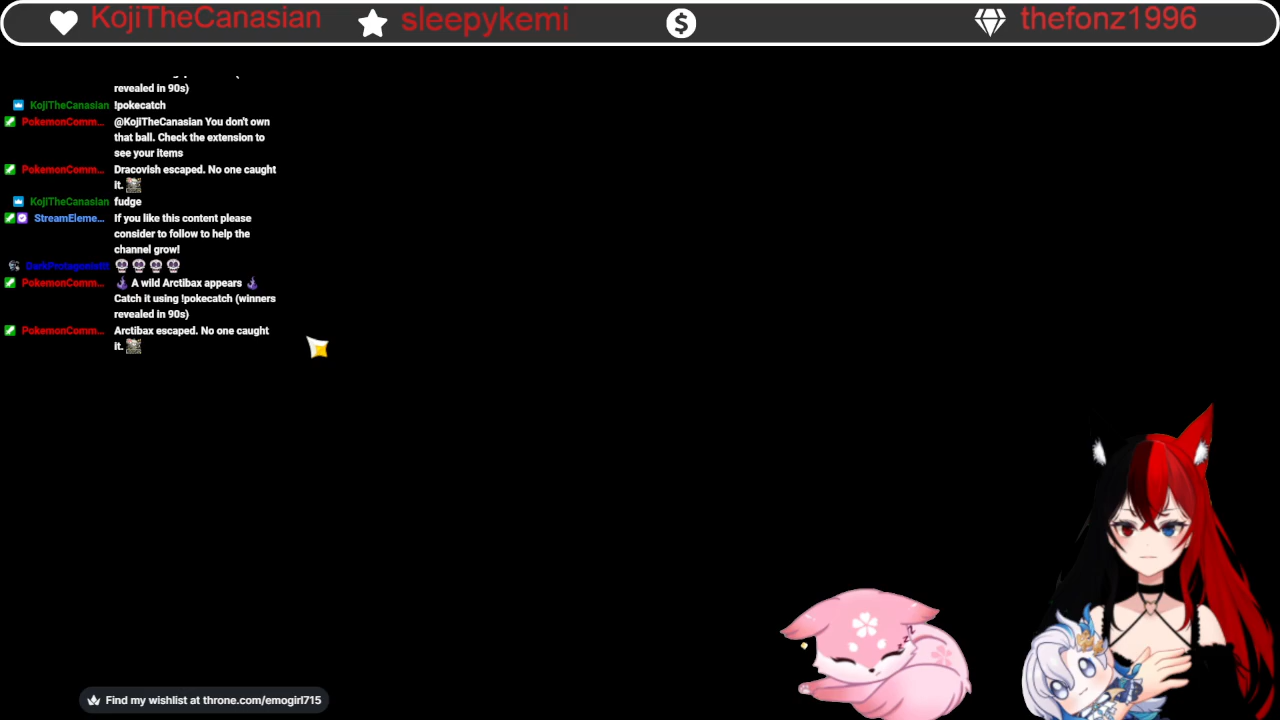 KojiTheCanasian sleepykemi thefonz1996
revealed in 90s)
KojiTheCanasian !pokecatch
PokemonComm... @KojiTheCanasian You don't own
that ball. Check the extension to
see your items
PokemonComm... Dracovish escaped. No one caught
it.
KojiTheCanasian fudge
StreamEleme... If you like this content please
consider to follow to help the
channel grow!
PokemonComm... A wild Arctibax appears
Catch it using !pokecatch (winners
revealed in 90s)
PokemonComm... Arctibax escaped. No one caught
it.
Find my wishlist at throne.com/emogirl715